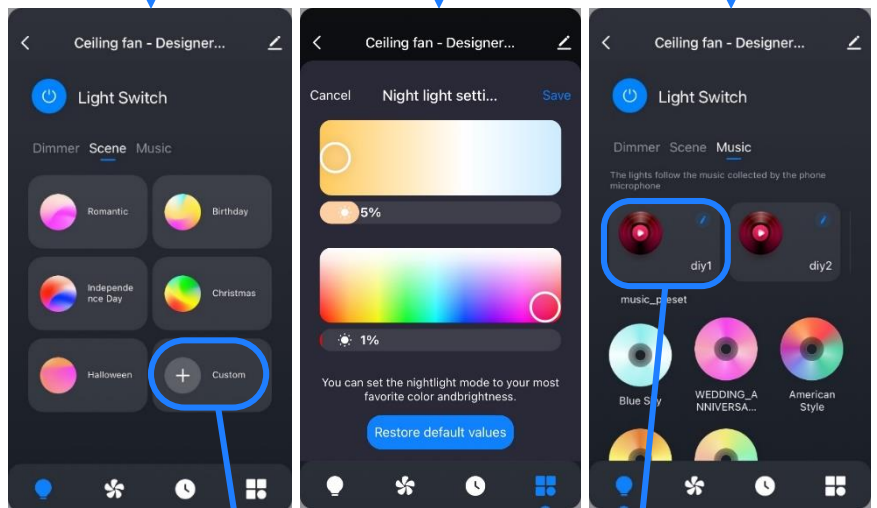 Ceiling fan - Designer...
Light Switch
Dimmer Scene Music
Romantic
Birthday
Independe
nce Day
Christmas
Halloween
Custom
Ceiling fan - Designer...
Cancel Night light setti... Save
5%
1%
You can set the nightlight mode to your most
favorite color andbrightness.
Restore default values
Ceiling fan - Designer...
Light Switch
Dimmer Scene Music
The lights follow the music collected by the phone
microphone
diy1
diy2
music_preset
Blue Sky
WEDDING_A
NNIVERSA...
American
Style